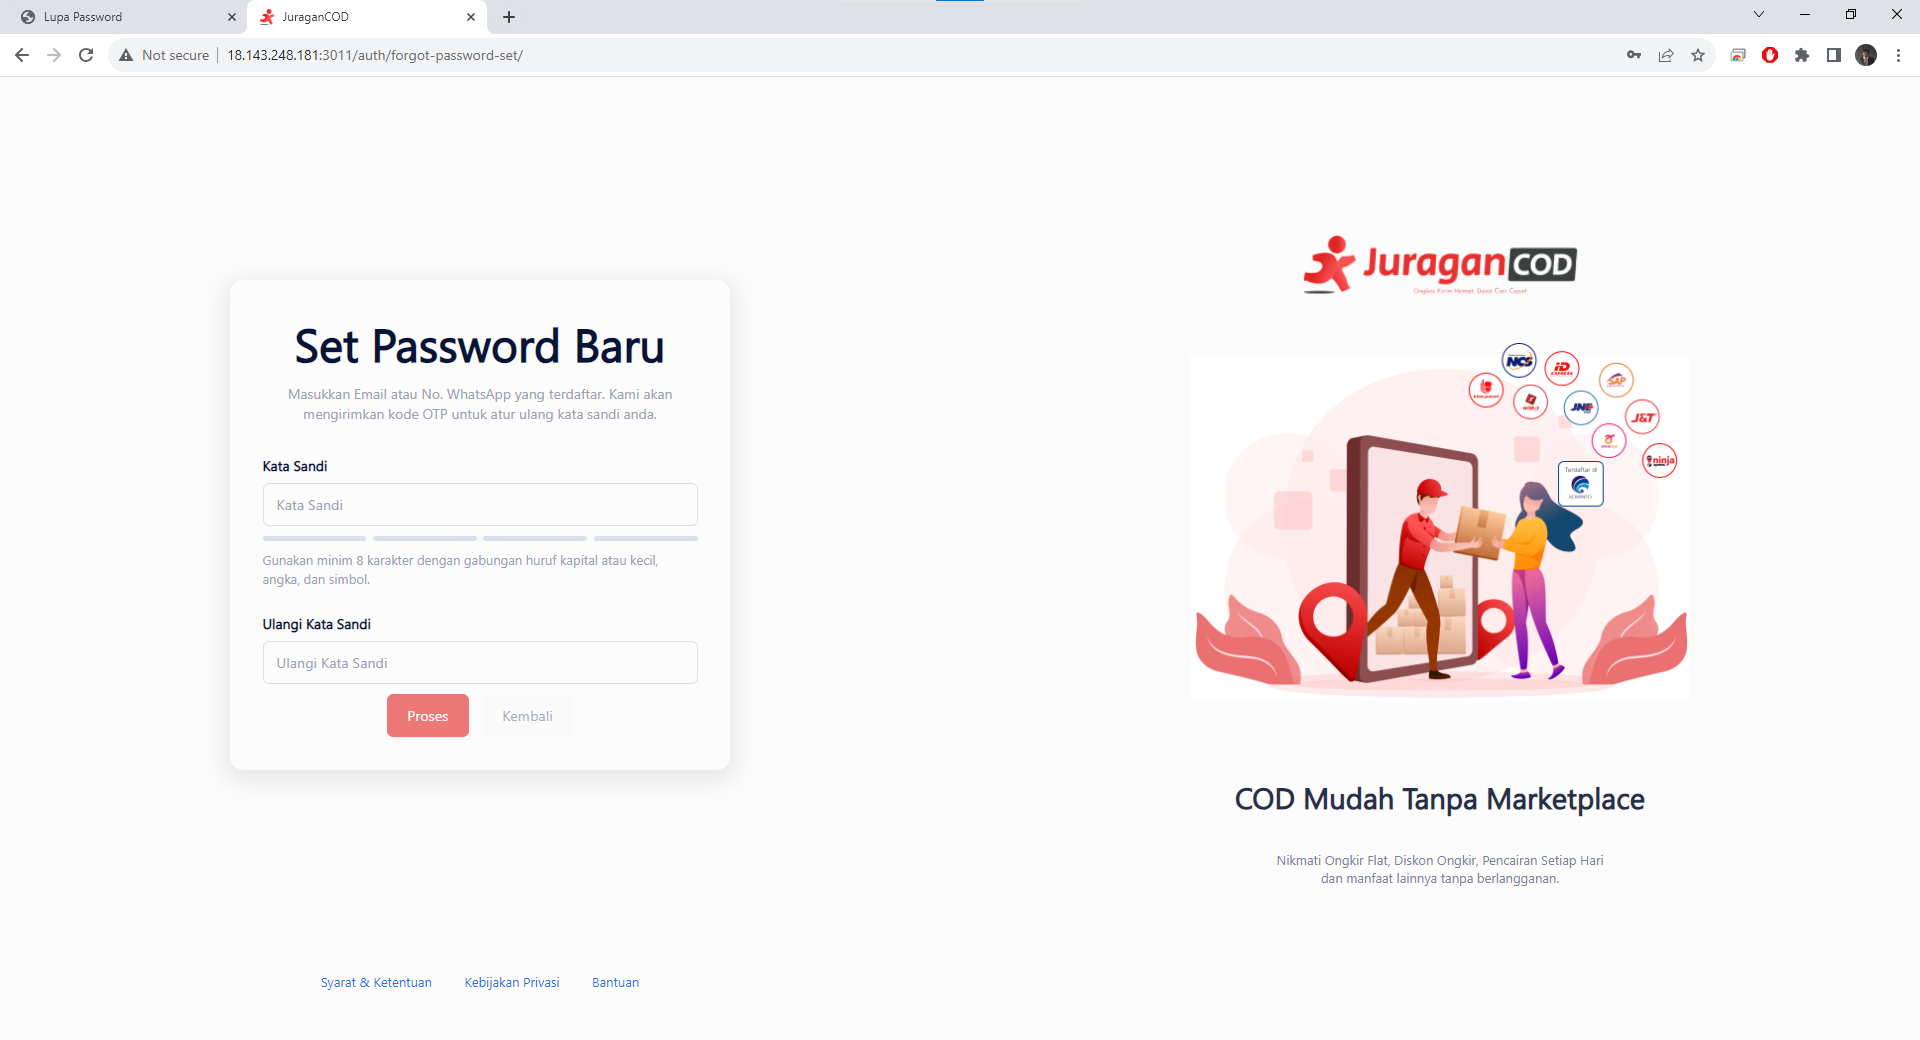 Lupa Password
JuraganCOD
Not secure
18.143.248.181:3011/auth/forgot-password-set/
Set Password Baru
Masukkan Email atau No. WhatsApp yang terdaftar. Kami akan
mengirimkan kode OTP untuk atur ulang kata sandi anda.
Kata Sandi
Kata Sandi
Gunakan minim 8 karakter dengan gabungan huruf kapital atau kecil,
angka, dan simbol.
Ulangi Kata Sandi
Ulangi Kata Sandi
Proses
Kembali
Syarat & Ketentuan
Kebijakan Privasi
Bantuan
JuraganCOD
Ongkos Kirim Hemat, Dana Cair Cepat
NCS
iD
EXPRESS
SAP
JNE
J&T
ninja
Terdaftar di
KOMINFO
COD Mudah Tanpa Marketplace
Nikmati Ongkir Flat, Diskon Ongkir, Pencairan Setiap Hari
dan manfaat lainnya tanpa berlangganan.